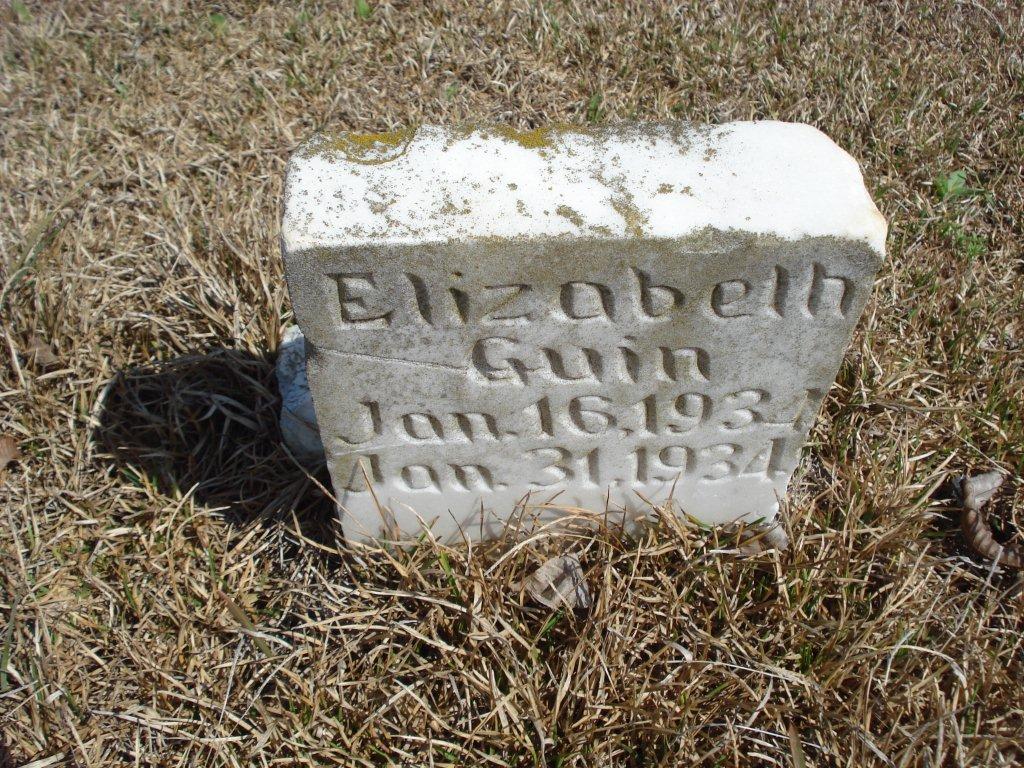 Elizabeth
Guin
Jan. 16, 1934
Jan. 31, 1934